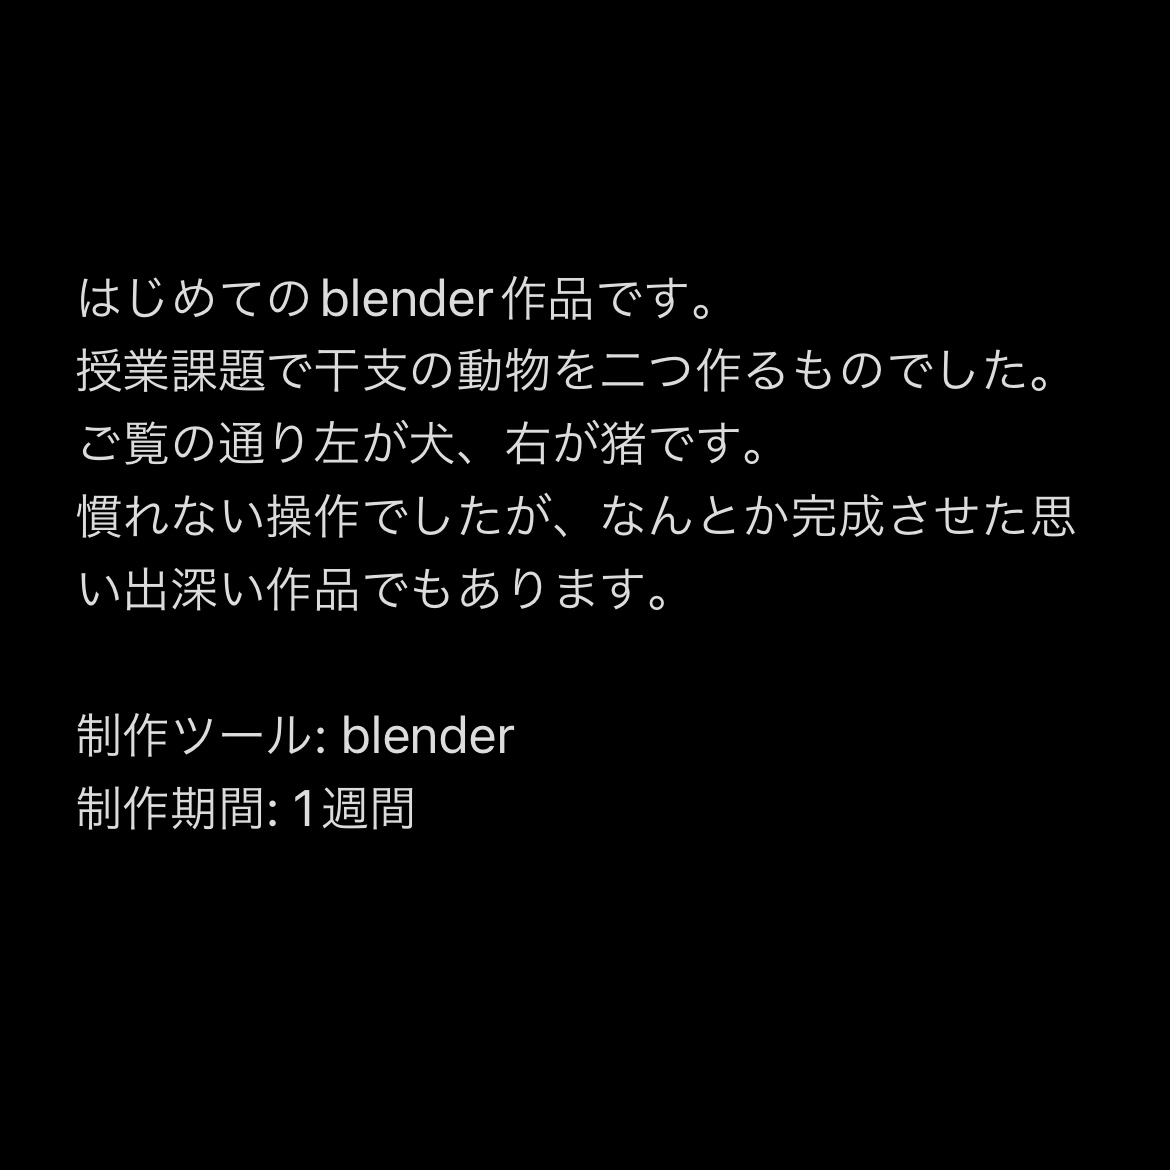 はじめてのblender作品です。
授業課題で干支の動物を二つ作るものでした。
ご覧の通り左が犬、右が猪です。
慣れない操作でしたが、なんとか完成させた思
い出深い作品でもあります。
制作ツール: blender
制作期間: 1週間